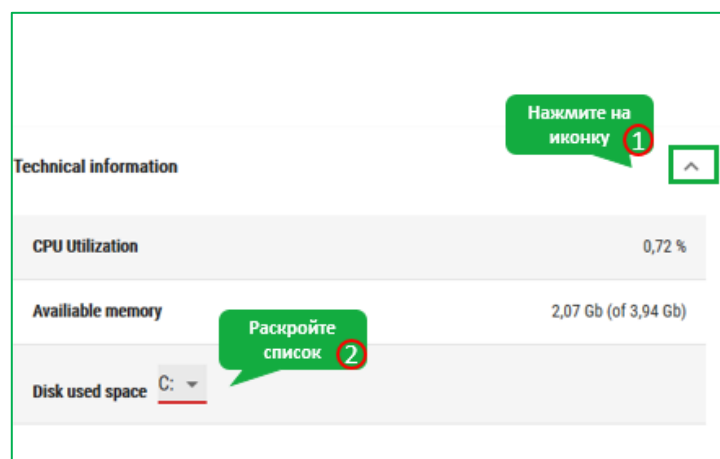 Нажмите на
иконку 1
Technical information
CPU Utilization 0,72 %
Availiable memory 2,07 Gb (of 3,94 Gb)
Раскройте
список 2
Disk used space C: